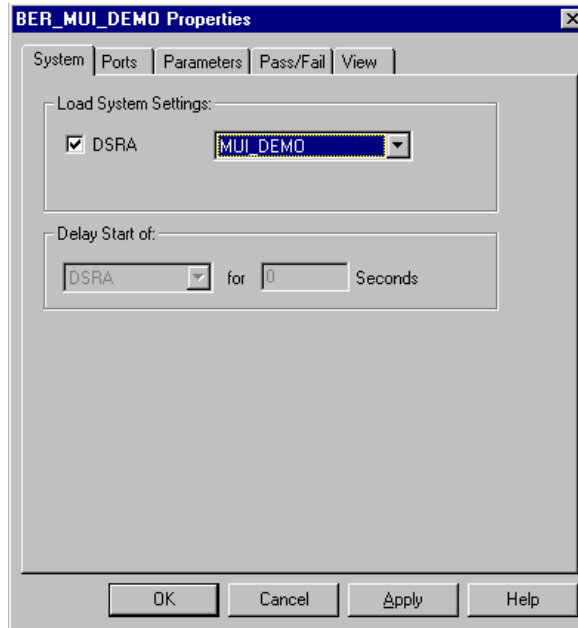 BER_MUI_DEMO Properties
System Ports Parameters Pass/Fail View
Load System Settings:
DSRA MUI_DEMO
Delay Start of:
DSRA for 0 Seconds
OK Cancel Apply Help